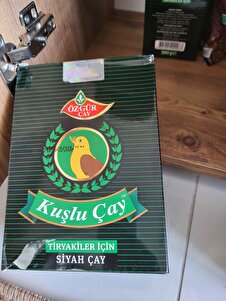 ÖZGÜR
ÇAY
Kuşlu Çay
TİRYAKİLER İÇİN
SİYAH ÇAY